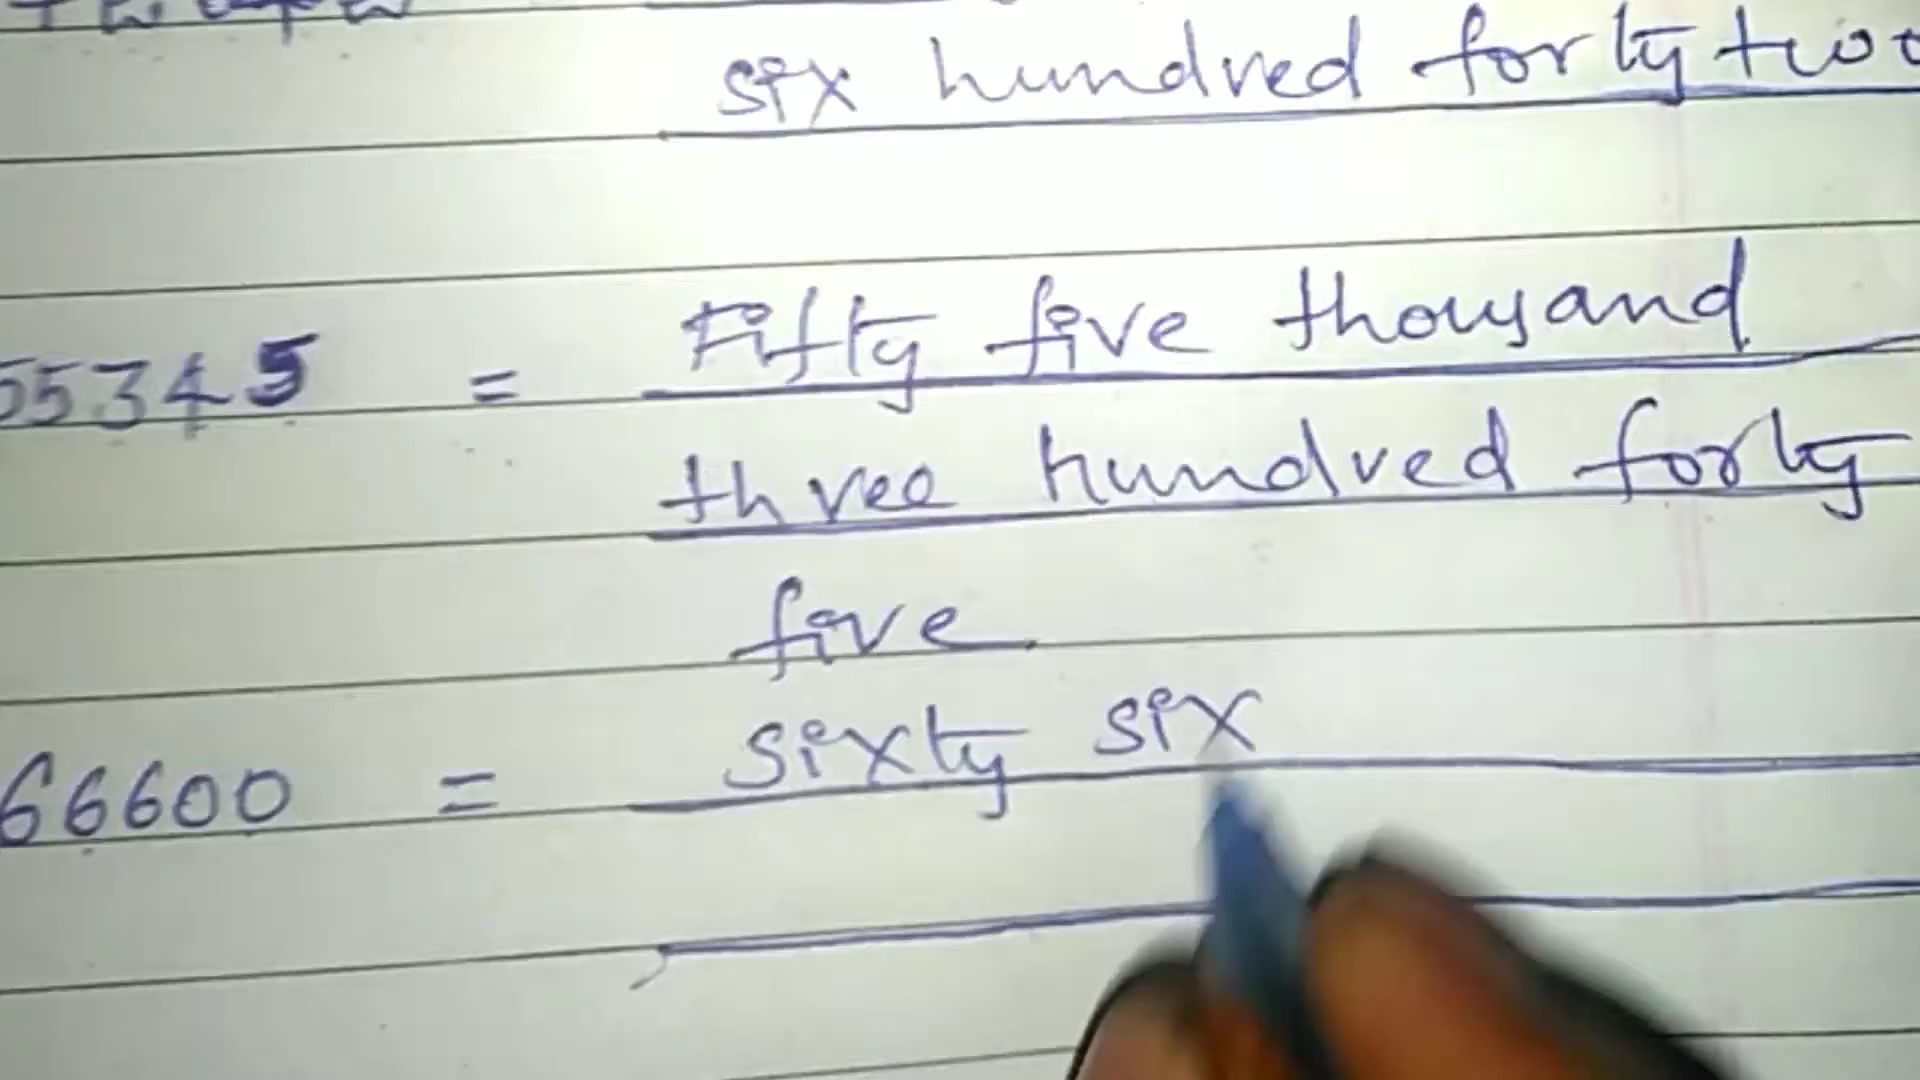 six hundred forty two
55345 = Fifty five thousand
three hundred forty
five
66600 = sixty six